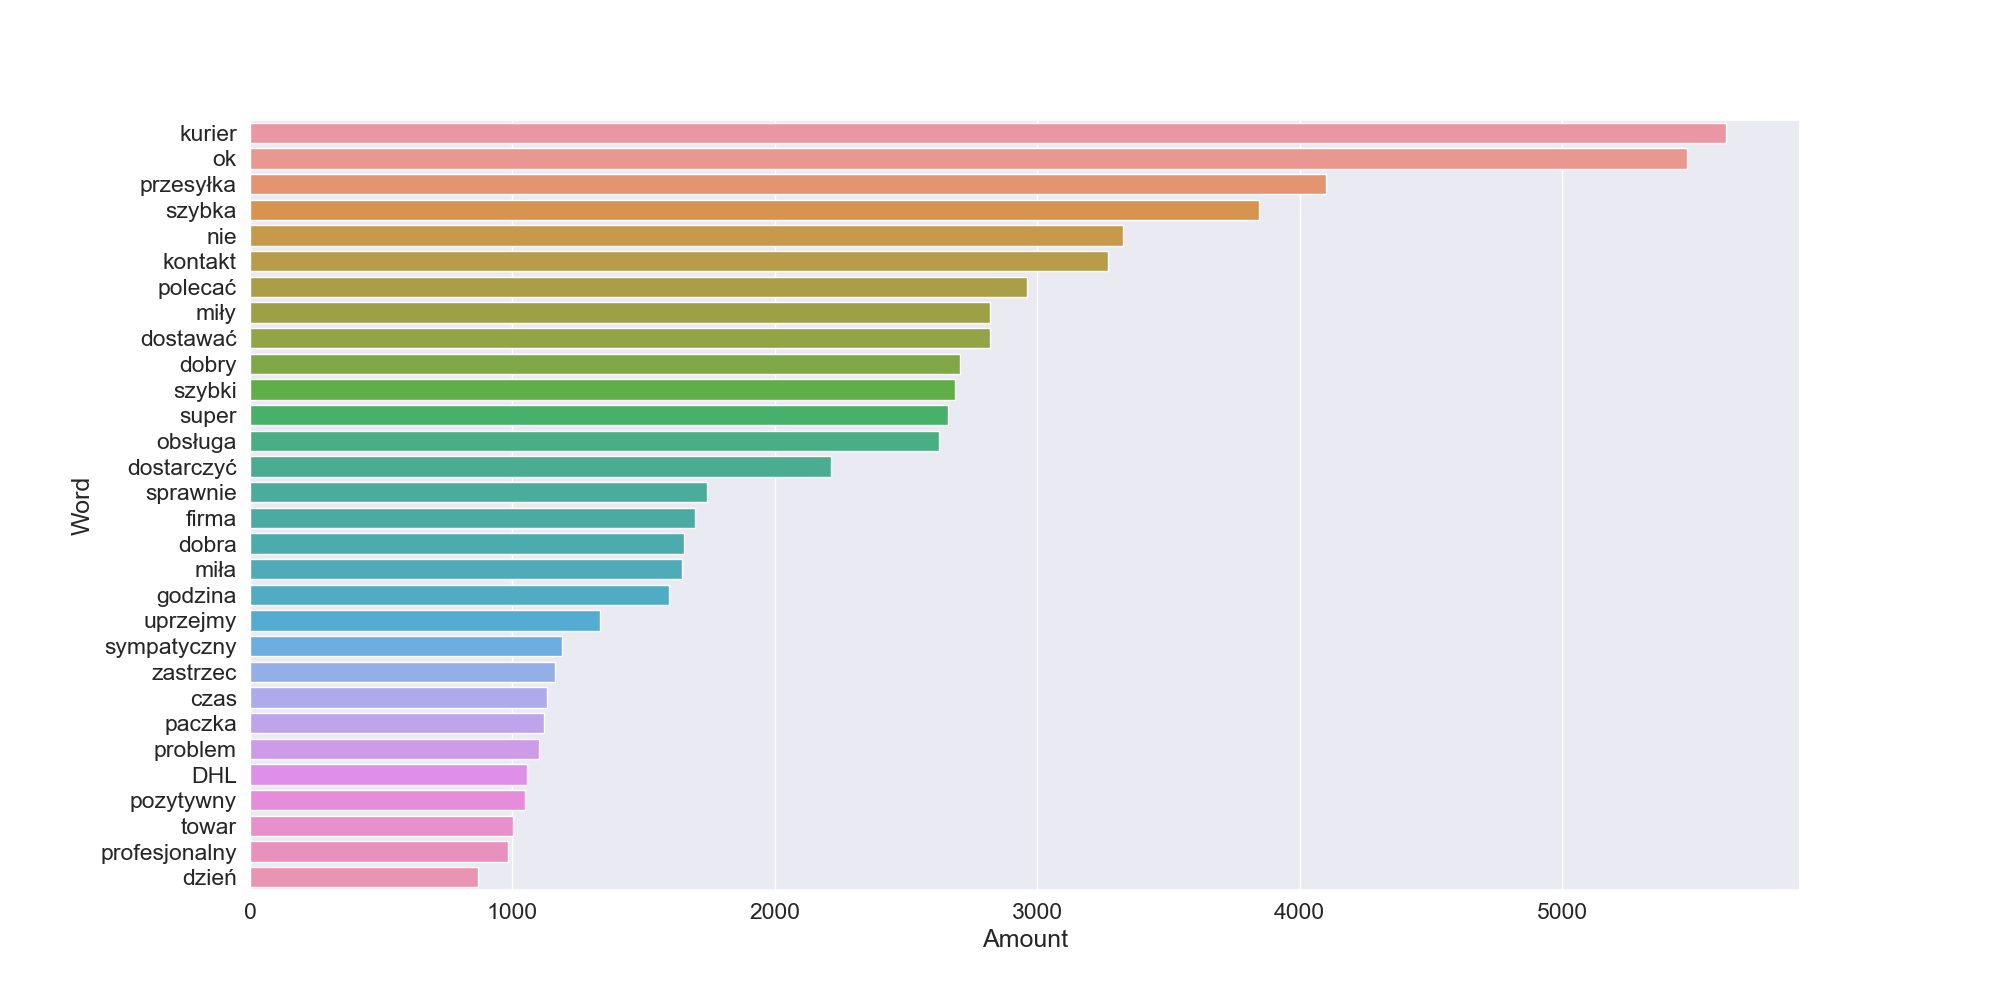 kurier
ok
przesyłka
szybka
nie
kontakt
polecać
miły
dostawać
dobry
szybki
super
obsługa
dostarczyć
sprawnie
firma
dobra
miła
godzina
uprzejmy
sympatyczny
zastrzec
czas
paczka
problem
DHL
pozytywny
towar
profesjonalny
dzień
Word
0 1000 2000 3000 4000 5000
Amount